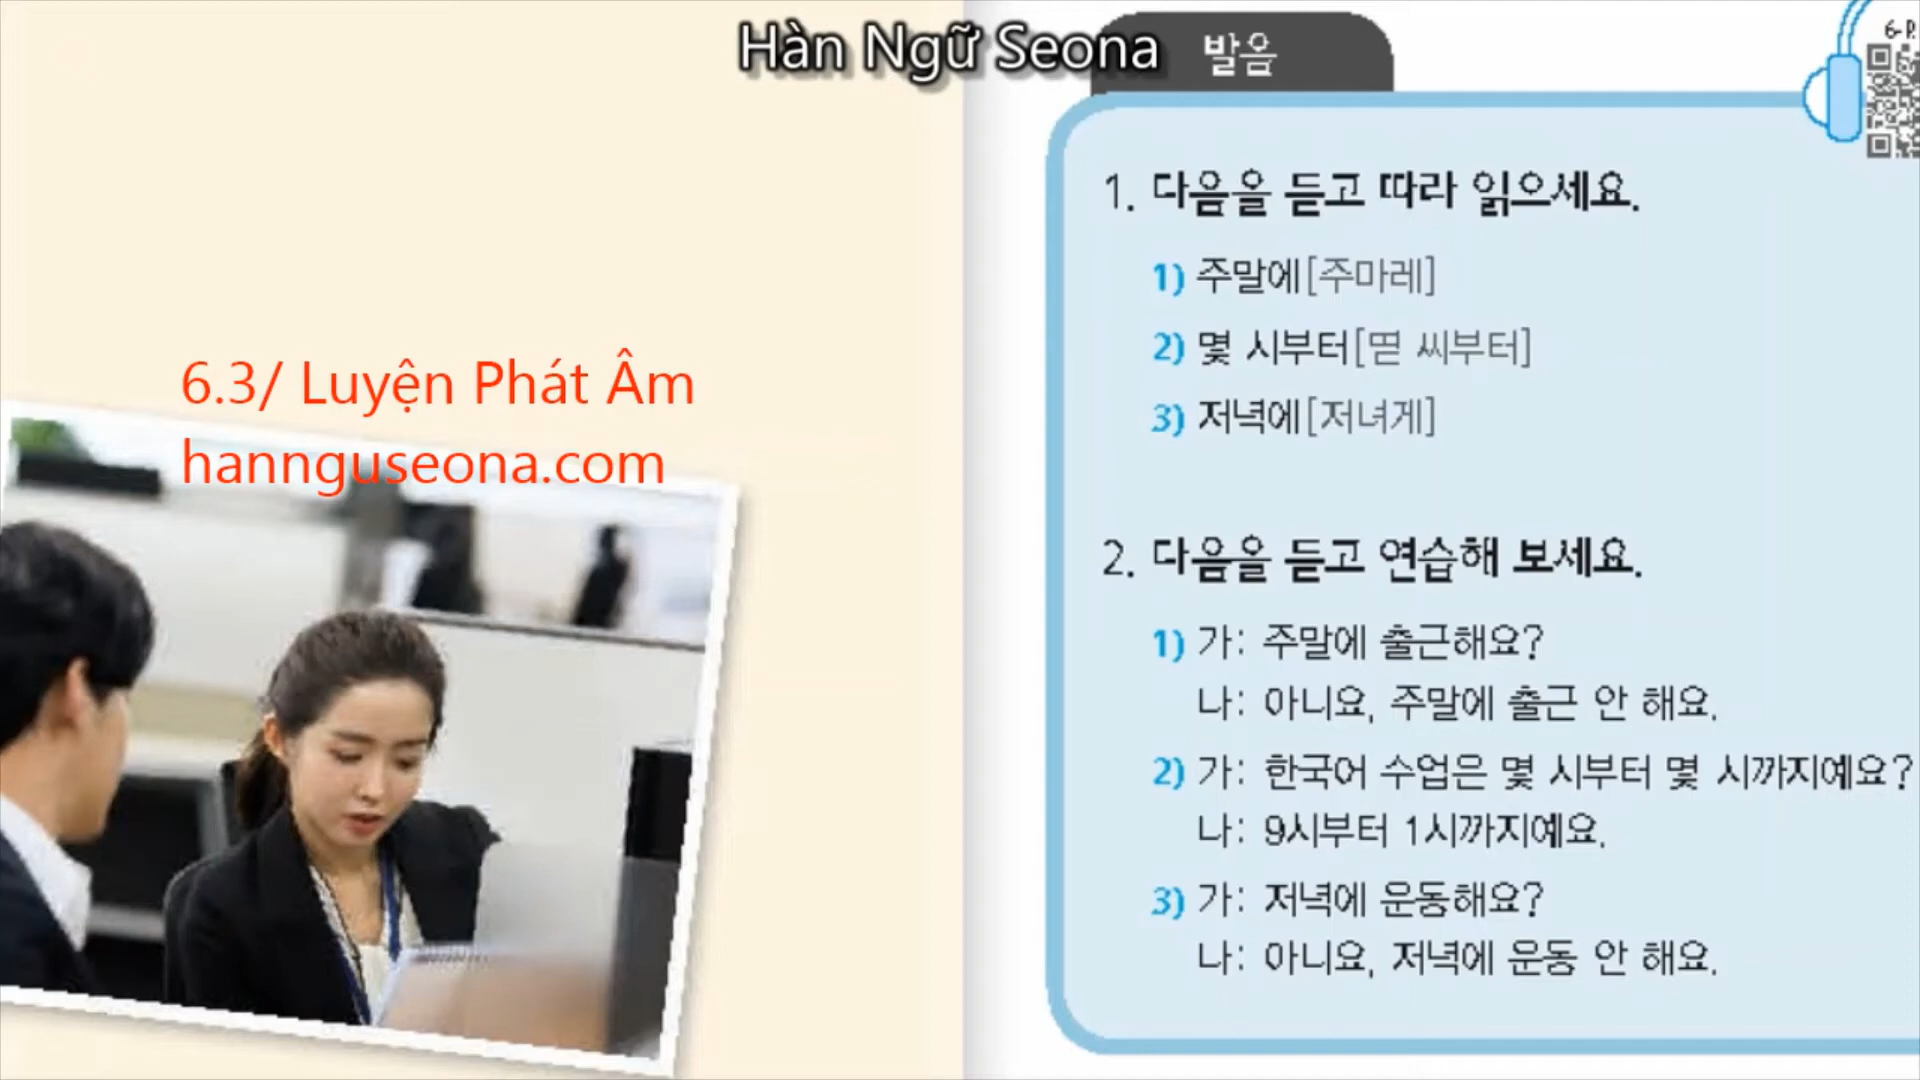 Hàn Ngữ Seona
발음
6-P.
6.3/ Luyện Phát Âm
hannguseona.com
1. 다음을 듣고 따라 읽으세요.
1) 주말에[주마레]
2) 몇 시부터[멷 씨부터]
3) 저녁에[저녀게]
2. 다음을 듣고 연습해 보세요.
1) 가: 주말에 출근해요?
나: 아니요, 주말에 출근 안 해요.
2) 가: 한국어 수업은 몇 시부터 몇 시까지예요?
나: 9시부터 1시까지예요.
3) 가: 저녁에 운동해요?
나: 아니요, 저녁에 운동 안 해요.